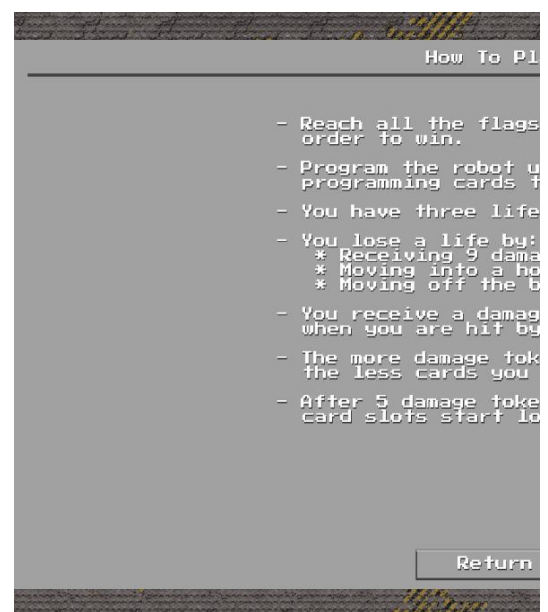 How To Pl
- Reach all the flags
order to win.
- Program the robot u
programming cards t
- You have three life
- You lose a life by:
* Receiving 9 dama
* Moving into a ho
* Moving off the b
- You receive a damag
when you are hit by
- The more damage tok
the less cards you
- After 5 damage toke
card slots start lo
Return